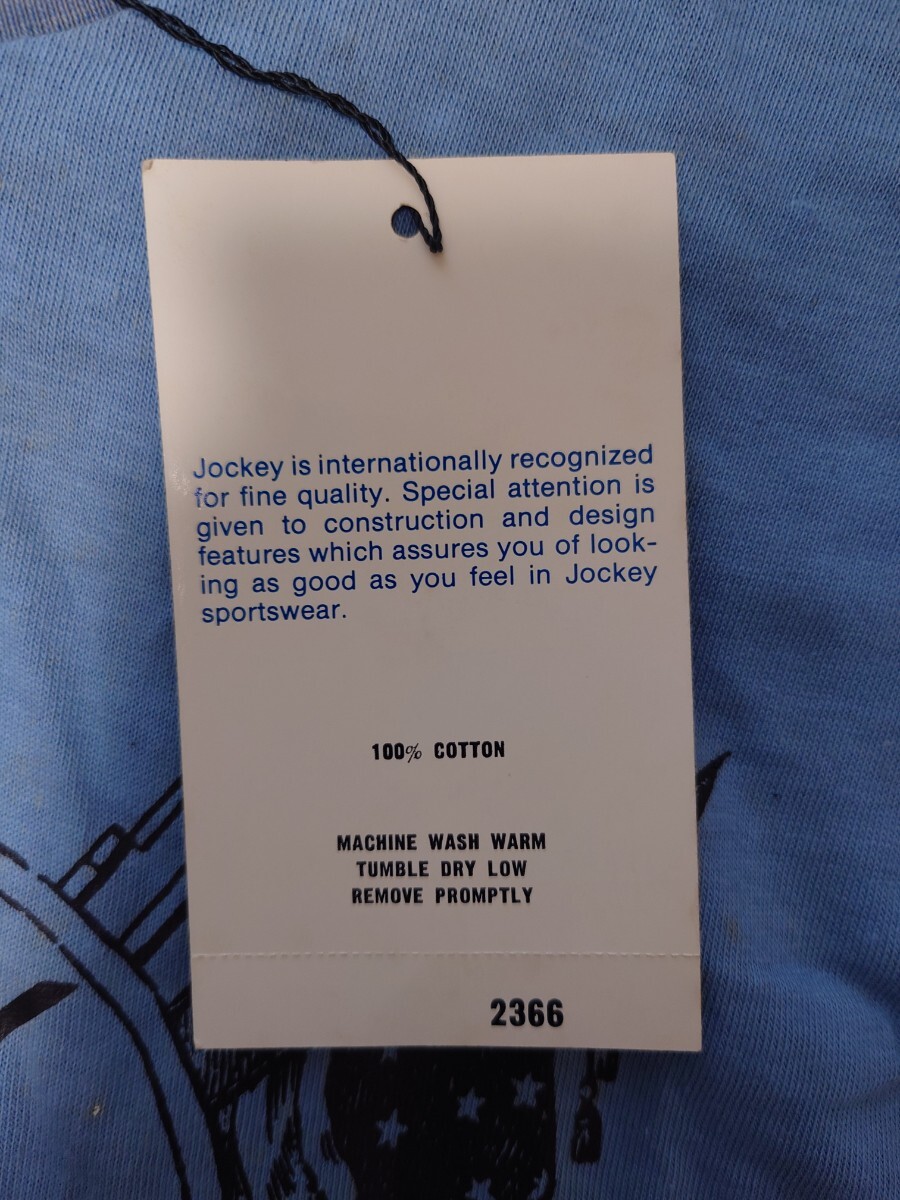 Jockey is internationally recognized
for fine quality. Special attention is
given to construction and design
features which assures you of look-
ing as good as you feel in Jockey
sportswear.
100% COTTON
MACHINE WASH WARM
TUMBLE DRY LOW
REMOVE PROMPTLY
2366